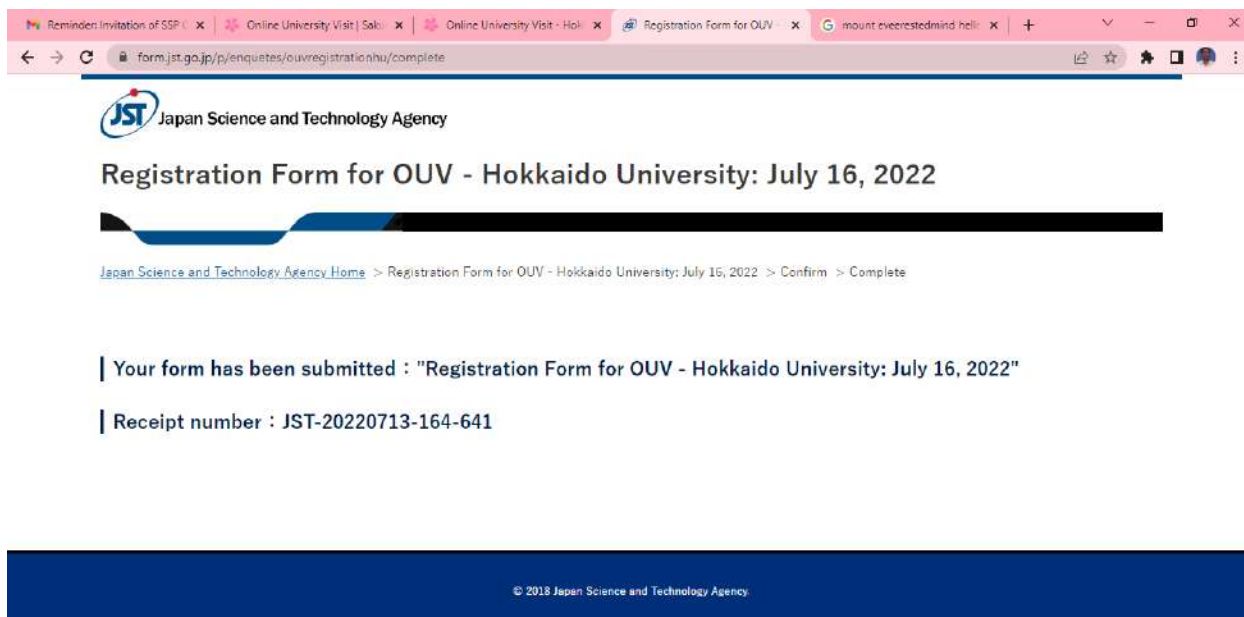 Reminder: Invitation of SSP
Online University Visit | Saku
Online University Visit - Hok
Registration Form for OUV -
mount eveerestedmind hell
form.jst.go.jp/p/enquetes/ouvregistrationhu/complete
JST Japan Science and Technology Agency
Registration Form for OUV - Hokkaido University: July 16, 2022
Japan Science and Technology Agency Home > Registration Form for OUV - Hokkaido University: July 16, 2022 > Confirm > Complete
Your form has been submitted："Registration Form for OUV - Hokkaido University: July 16, 2022"
Receipt number：JST-20220713-164-641
© 2018 Japan Science and Technology Agency.